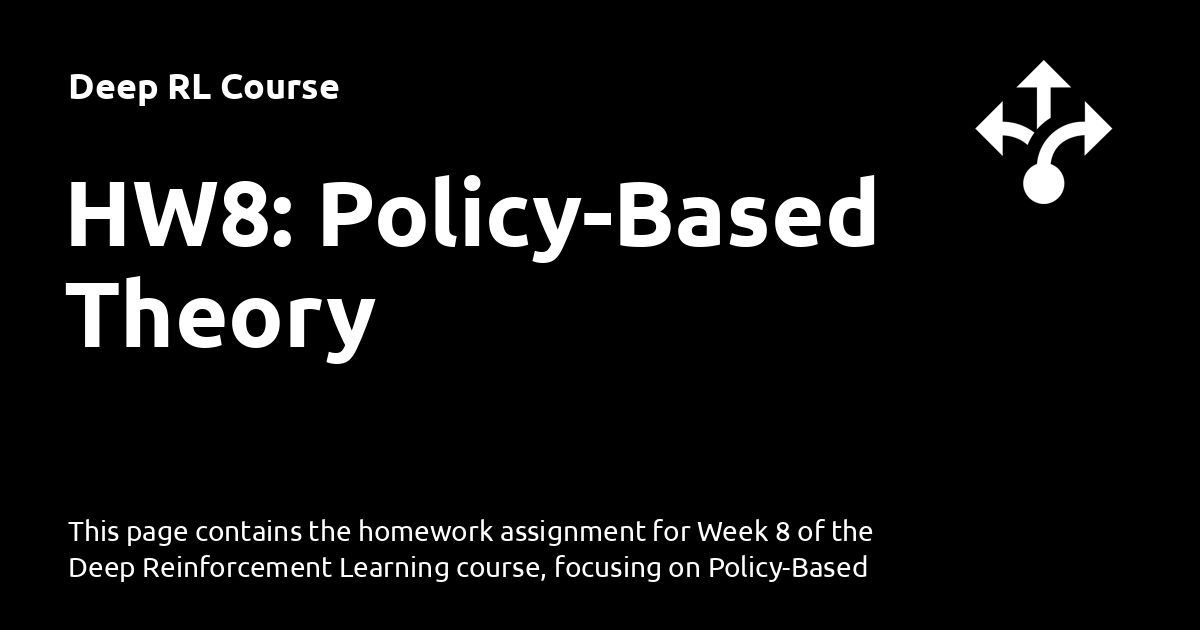 Deep RL Course
HW8: Policy-Based
Theory
This page contains the homework assignment for Week 8 of the
Deep Reinforcement Learning course, focusing on Policy-Based